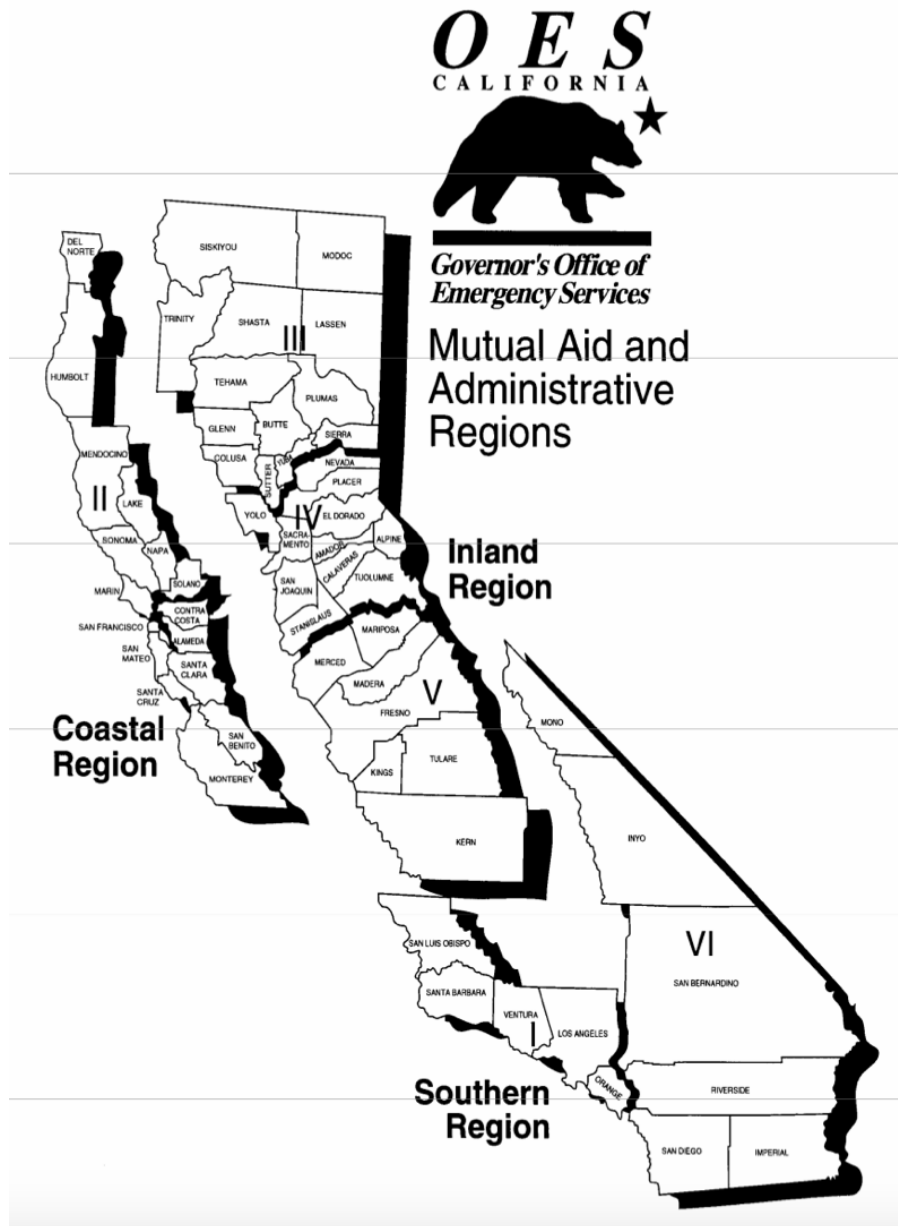 OES
CALIFORNIA
Governor's Office of
Emergency Services
Mutual Aid and
Administrative
Regions
DEL
NORTE
SISKIYOU
MODOC
TRINITY
SHASTA
LASSEN
III
HUMBOLT
TEHAMA
PLUMAS
GLENN
BUTTE
SIERRA
MENDOCINO
COLUSA
SUTTER
YUBA
NEVADA
PLACER
II
LAKE
YOLO
IV
EL DORADO
SONOMA
NAPA
SACRA-
MENTO
AMADOR
ALPINE
Inland
Region
MARIN
SOLANO
SAN
JOAQUIN
CALAVERAS
TUOLUMNE
CONTRA
COSTA
SAN FRANCISCO
ALAMEDA
STANISLAUS
MARIPOSA
SAN
MATEO
SANTA
CLARA
MERCED
MADERA
SANTA
CRUZ
V
FRESNO
Coastal
Region
SAN
BENITO
MONTEREY
KINGS
TULARE
MONO
KERN
INYO
SAN LUIS OBISPO
VI
SAN BERNARDINO
SANTA BARBARA
VENTURA
I
LOS ANGELES
ORANGE
RIVERSIDE
Southern
Region
SAN DIEGO
IMPERIAL